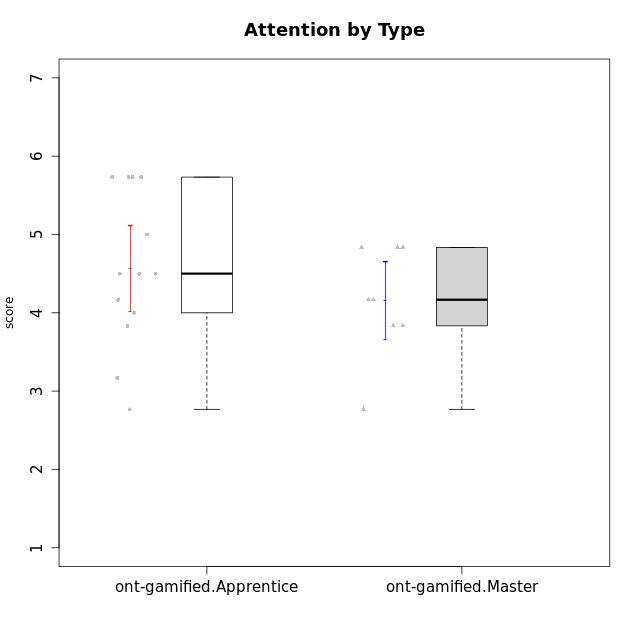 Attention by Type
7
6
5
4
3
2
1
score
ont-gamified.Apprentice
ont-gamified.Master